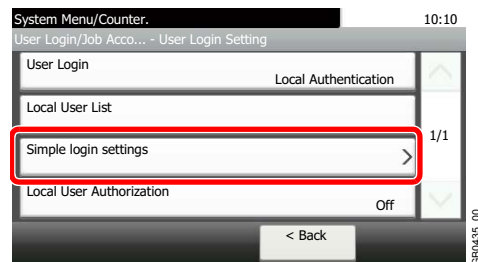 System Menu/Counter.
10:10
User Login/Job Acco... - User Login Setting
User Login
Local Authentication
Local User List
1/1
Simple login settings
Local User Authorization
Off
< Back
GB0435_00